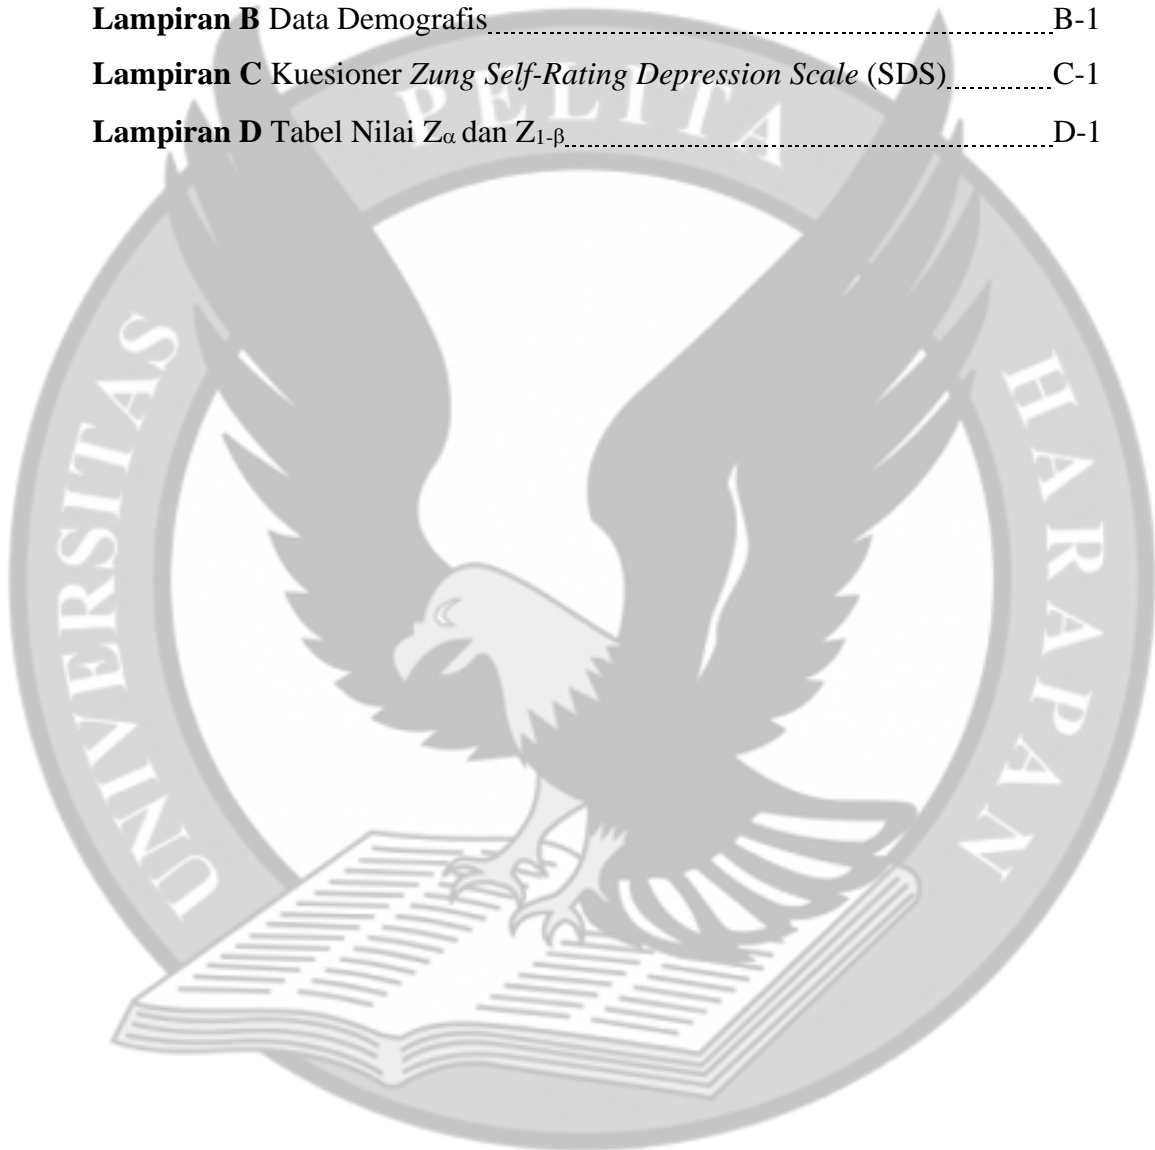 Lampiran B Data Demografis B-1
Lampiran C Kuesioner Zung Self-Rating Depression Scale (SDS) C-1
Lampiran D Tabel Nilai Zα dan Z1-β D-1
UNIVERSITAS PELITA HARAPAN